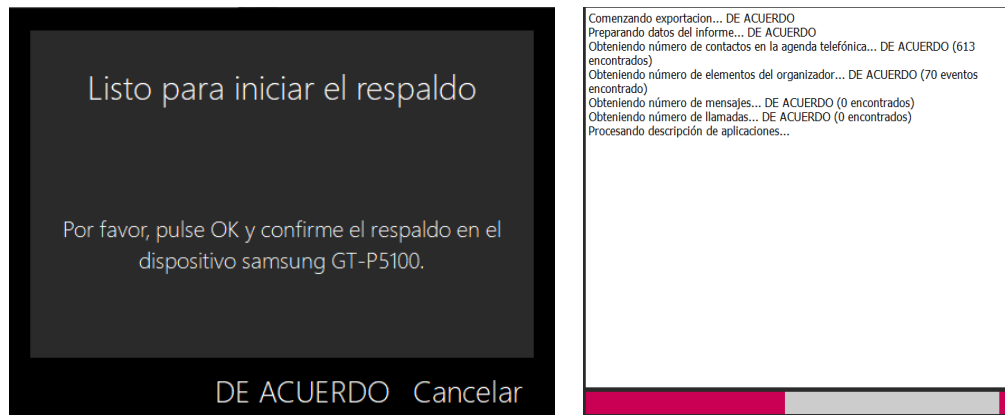 Listo para iniciar el respaldo
Por favor, pulse OK y confirme el respaldo en el
dispositivo samsung GT-P5100.
DE ACUERDO Cancelar
Comenzando exportacion... DE ACUERDO
Preparando datos del informe... DE ACUERDO
Obteniendo número de contactos en la agenda telefónica... DE ACUERDO (613
encontrados)
Obteniendo número de elementos del organizador... DE ACUERDO (70 eventos
encontrado)
Obteniendo número de mensajes... DE ACUERDO (0 encontrados)
Obteniendo número de llamadas... DE ACUERDO (0 encontrados)
Procesando descripción de aplicaciones...